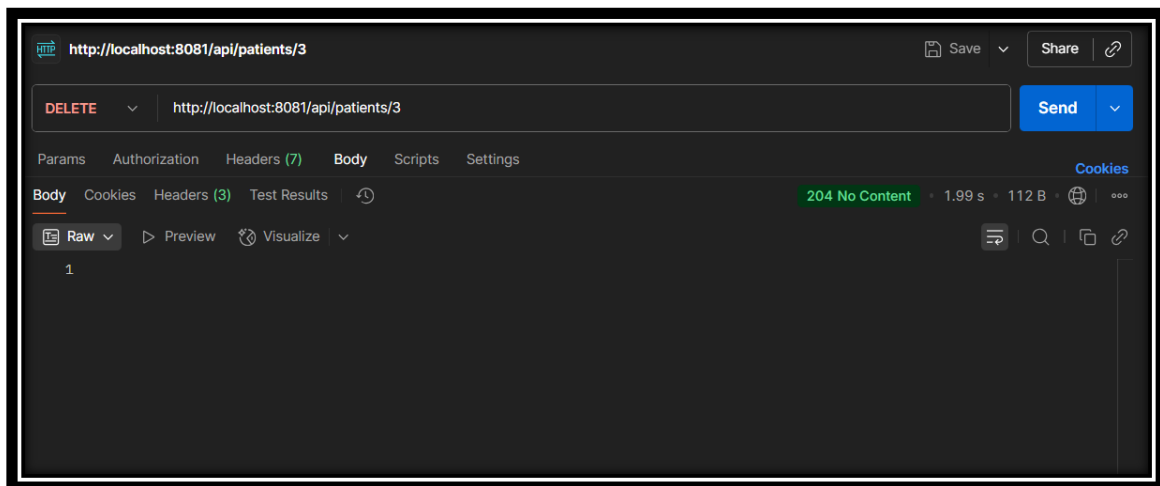 HTTP http://localhost:8081/api/patients/3 Save Share
DELETE http://localhost:8081/api/patients/3 Send
Params Authorization Headers (7) Body Scripts Settings Cookies
Body Cookies Headers (3) Test Results 204 No Content • 1.99 s • 112 B •
Raw Preview Visualize
1